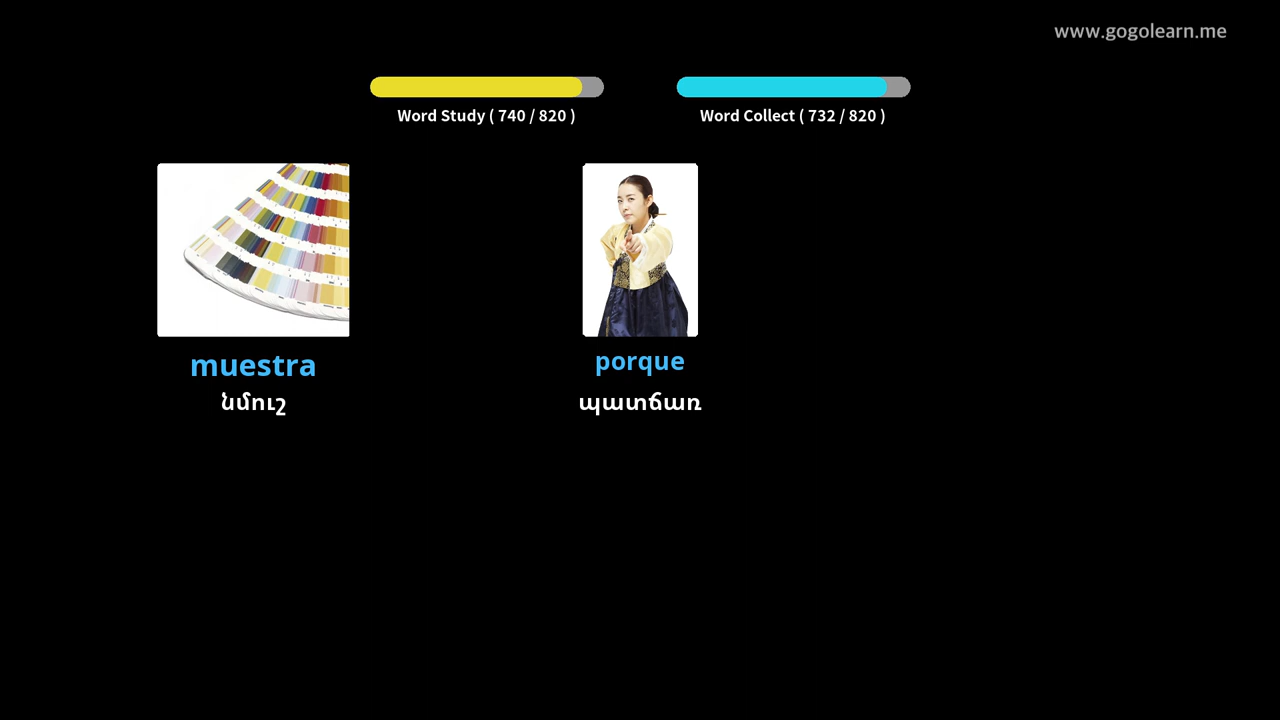 www.gogolearn.me
Word Study ( 740 / 820 )
Word Collect ( 732 / 820 )
muestra
նմուշ
porque
պատճառ